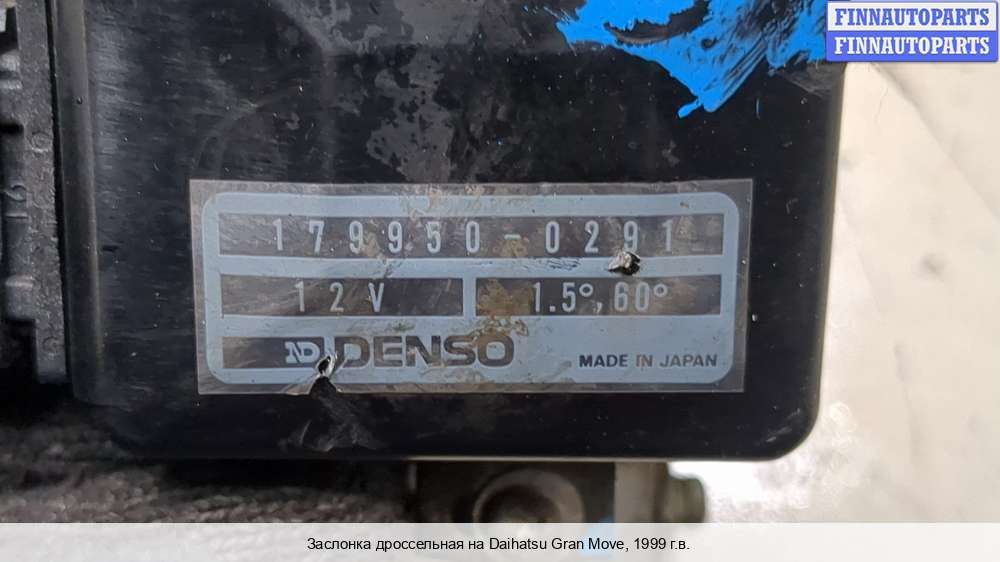 FINNAUTOPARTS
FINNAUTOPARTS
179950-0291
12V 1.5°,60°
ND DENSO MADE IN JAPAN
Заслонка дроссельная на Daihatsu Gran Move, 1999 г.в.